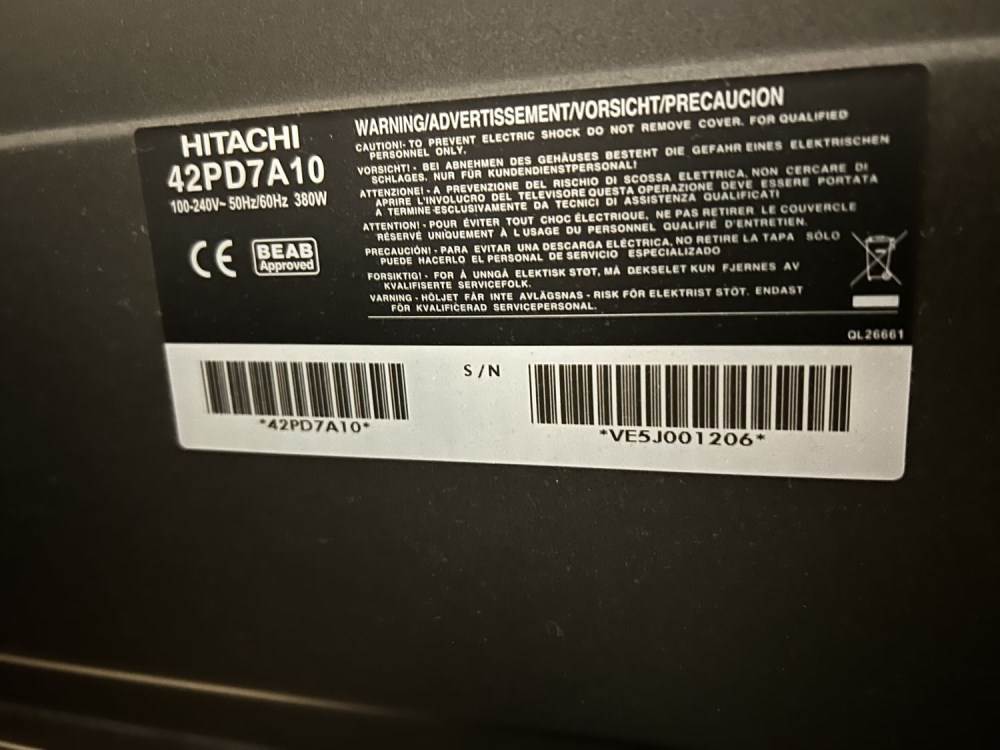 HITACHI
42PD7A10
100-240V~ 50Hz/60Hz 380W
CE
BEAB
Approved
WARNING/ADVERTISSEMENT/VORSICHT/PRECAUCION
CAUTION!- TO PREVENT ELECTRIC SHOCK DO NOT REMOVE COVER. FOR QUALIFIED
PERSONNEL ONLY.
VORSICHT! - BEI ABNEHMEN DES GEHÄUSES BESTEHT DIE GEFAHR EINES ELEKTRISCHEN
SCHLAGES. NUR FÜR KUNDENDIENSTPERSONAL!
ATTENZIONE! - A PREVENZIONE DEL RISCHIO DI SCOSSA ELETTRICA, NON CERCARE DI
APRIRE L'INVOLUCRO DEL TELEVISORE QUESTA OPERAZIONE DEVE ESSERE PORTATA
A TERMINE ESCLUSIVAMENTE DA TECNICI DI ASSISTENZA QUALIFICATI
ATTENTION! - POUR ÉVITER TOUT CHOC ÉLECTRIQUE, NE PAS RETIRER LE COUVERCLE
RÉSERVÉ UNIQUEMENT À L'USAGE DU PERSONNEL QUALIFIÉ D'ENTRETIEN.
PRECAUCIÓN! - PARA EVITAR UNA DESCARGA ELÉCTRICA, NO RETIRE LA TAPA SÓLO
PUEDE HACERLO EL PERSONAL DE SERVICIO ESPECIALIZADO
FORSIKTIG! - FOR Å UNNGÅ ELEKTISK STØT, MÅ DEKSELET KUN FJERNES AV
KVALIFISERTE SERVICEFOLK.
VARNING - HÖLJET FÅR INTE AVLÄGSNAS - RISK FÖR ELEKTRIST STÖT. ENDAST
FÖR KVALIFICERAD SERVICEPERSONAL.
QL26661
S/N
*42PD7A10*
*VE5J001206*